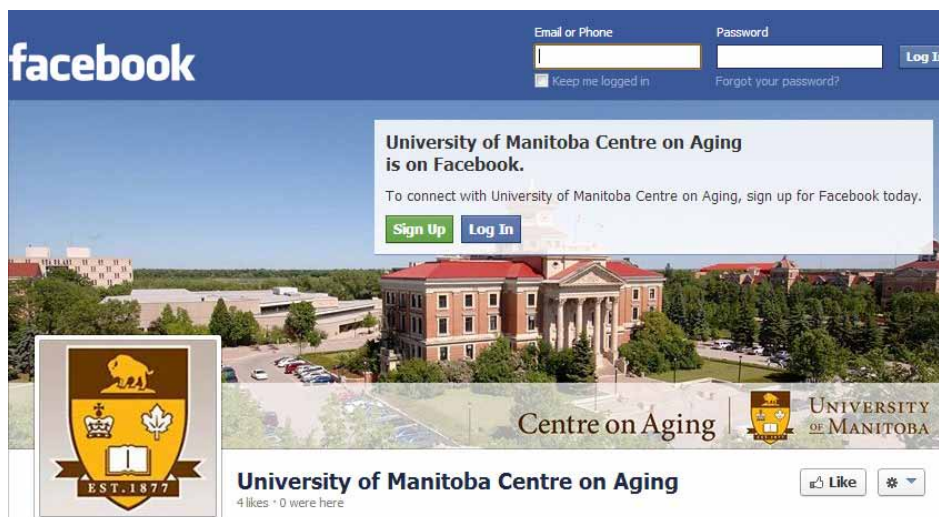 facebook
Email or Phone
Password
Keep me logged in
Forgot your password?
University of Manitoba Centre on Aging
is on Facebook.
To connect with University of Manitoba Centre on Aging, sign up for Facebook today.
Sign Up
Log In
Centre on Aging
UNIVERSITY
OF MANITOBA
EST. 1877
University of Manitoba Centre on Aging
Like
4 likes · 0 were here